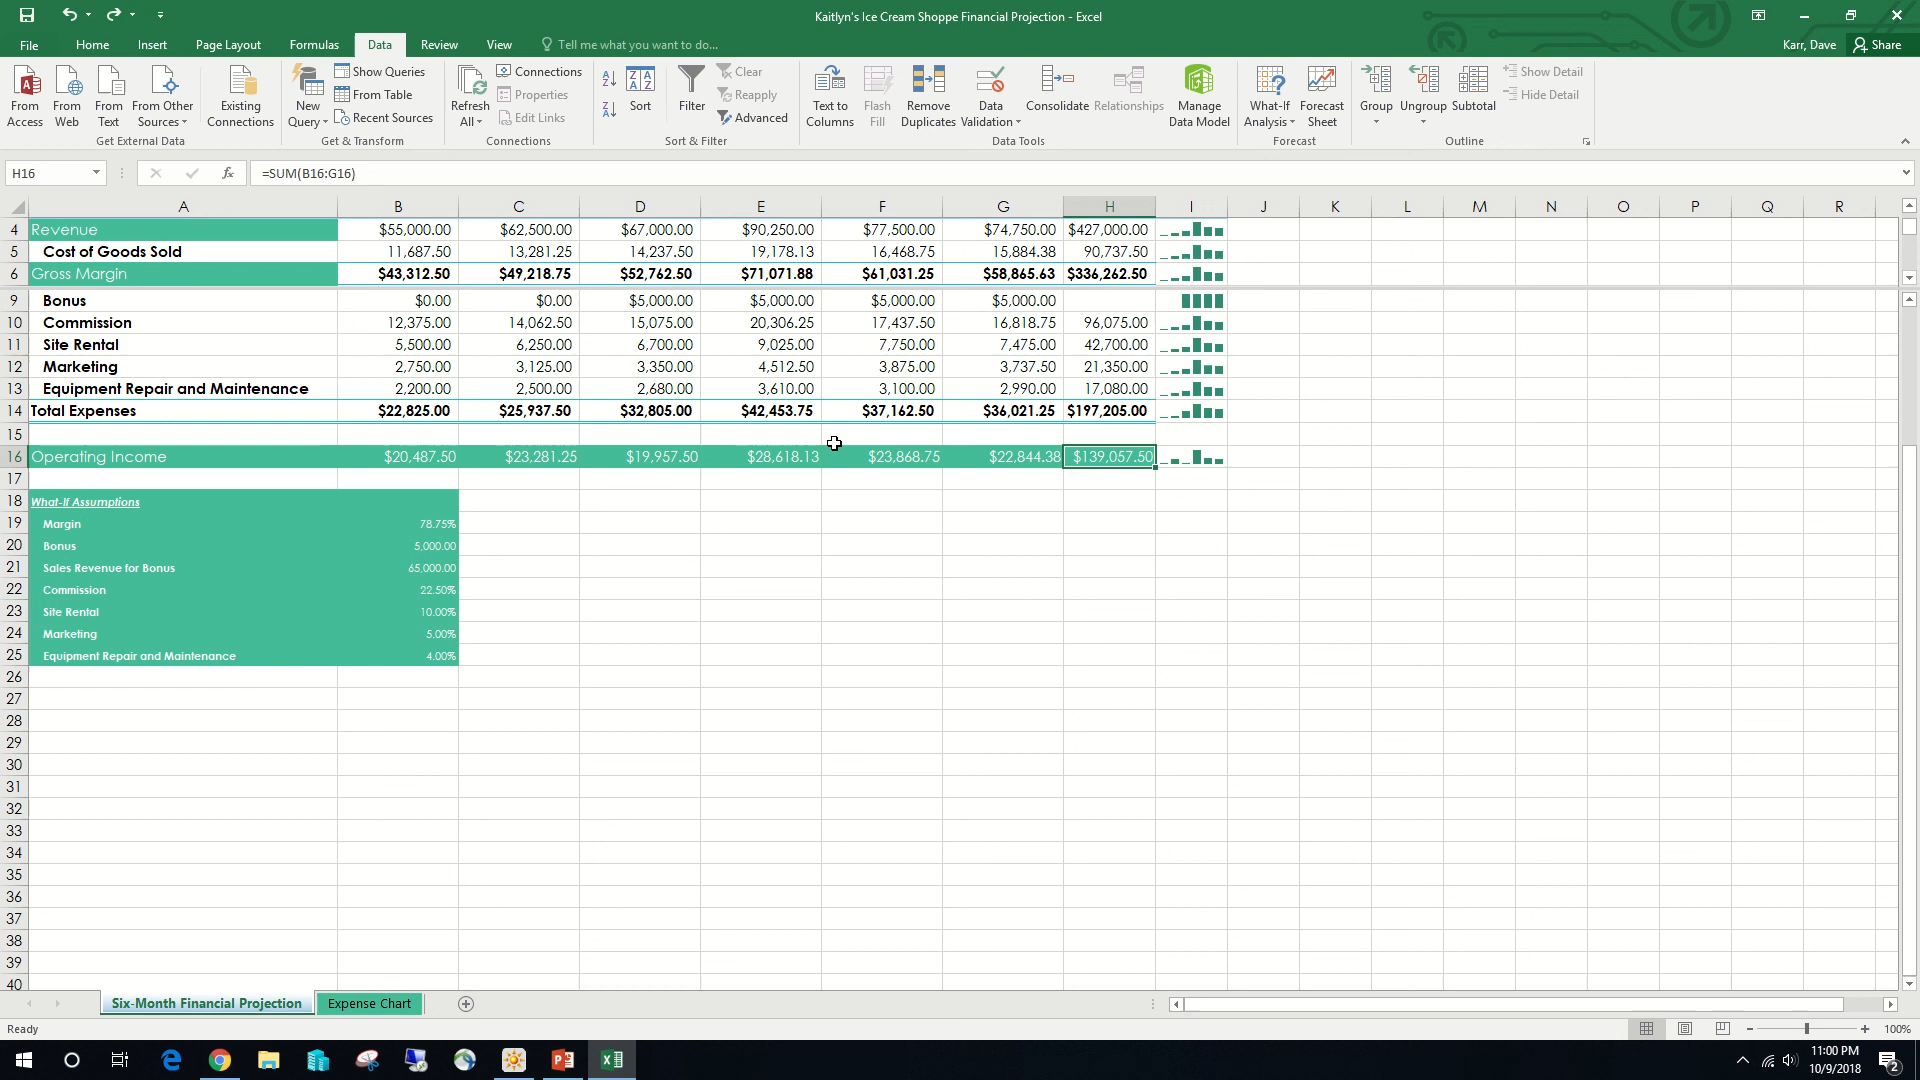 Kaitlyn's Ice Cream Shoppe Financial Projection - Excel
File Home Insert Page Layout Formulas Data Review View Tell me what you want to do... Karr, Dave Share
From Access From Web From Text From Other Sources Existing Connections Get External Data
New Query Show Queries From Table Recent Sources Get & Transform
Refresh All Connections Properties Edit Links Connections
Sort Filter Clear Reapply Advanced Sort & Filter
Text to Columns Flash Fill Remove Duplicates Data Validation Consolidate Relationships Manage Data Model Data Tools
What-If Analysis Forecast Sheet Forecast
Group Ungroup Subtotal Show Detail Hide Detail Outline
H16 fx =SUM(B16:G16)
A B C D E F G H I J K L M N O P Q R
4 Revenue $55,000.00 $62,500.00 $67,000.00 $90,250.00 $77,500.00 $74,750.00 $427,000.00
5 Cost of Goods Sold 11,687.50 13,281.25 14,237.50 19,178.13 16,468.75 15,884.38 90,737.50
6 Gross Margin $43,312.50 $49,218.75 $52,762.50 $71,071.88 $61,031.25 $58,865.63 $336,262.50
9 Bonus $0.00 $0.00 $5,000.00 $5,000.00 $5,000.00 $5,000.00
10 Commission 12,375.00 14,062.50 15,075.00 20,306.25 17,437.50 16,818.75 96,075.00
11 Site Rental 5,500.00 6,250.00 6,700.00 9,025.00 7,750.00 7,475.00 42,700.00
12 Marketing 2,750.00 3,125.00 3,350.00 4,512.50 3,875.00 3,737.50 21,350.00
13 Equipment Repair and Maintenance 2,200.00 2,500.00 2,680.00 3,610.00 3,100.00 2,990.00 17,080.00
14 Total Expenses $22,825.00 $25,937.50 $32,805.00 $42,453.75 $37,162.50 $36,021.25 $197,205.00
15
16 Operating Income $20,487.50 $23,281.25 $19,957.50 $28,618.13 $23,868.75 $22,844.38 $139,057.50
17
18 What-If Assumptions
19 Margin 78.75%
20 Bonus 5,000.00
21 Sales Revenue for Bonus 65,000.00
22 Commission 22.50%
23 Site Rental 10.00%
24 Marketing 5.00%
25 Equipment Repair and Maintenance 4.00%
26
27
28
29
30
31
32
33
34
35
36
37
38
39
40
Six-Month Financial Projection Expense Chart
Ready 100%
11:00 PM
10/9/2018
2